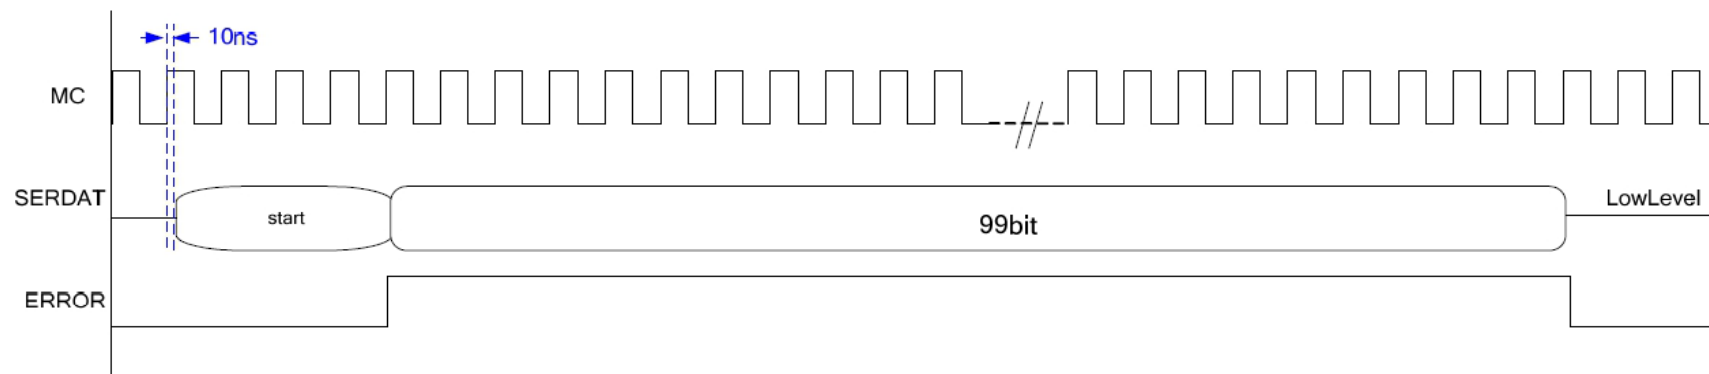 10ns
MC
SERDAT
start
99bit
LowLevel
ERROR